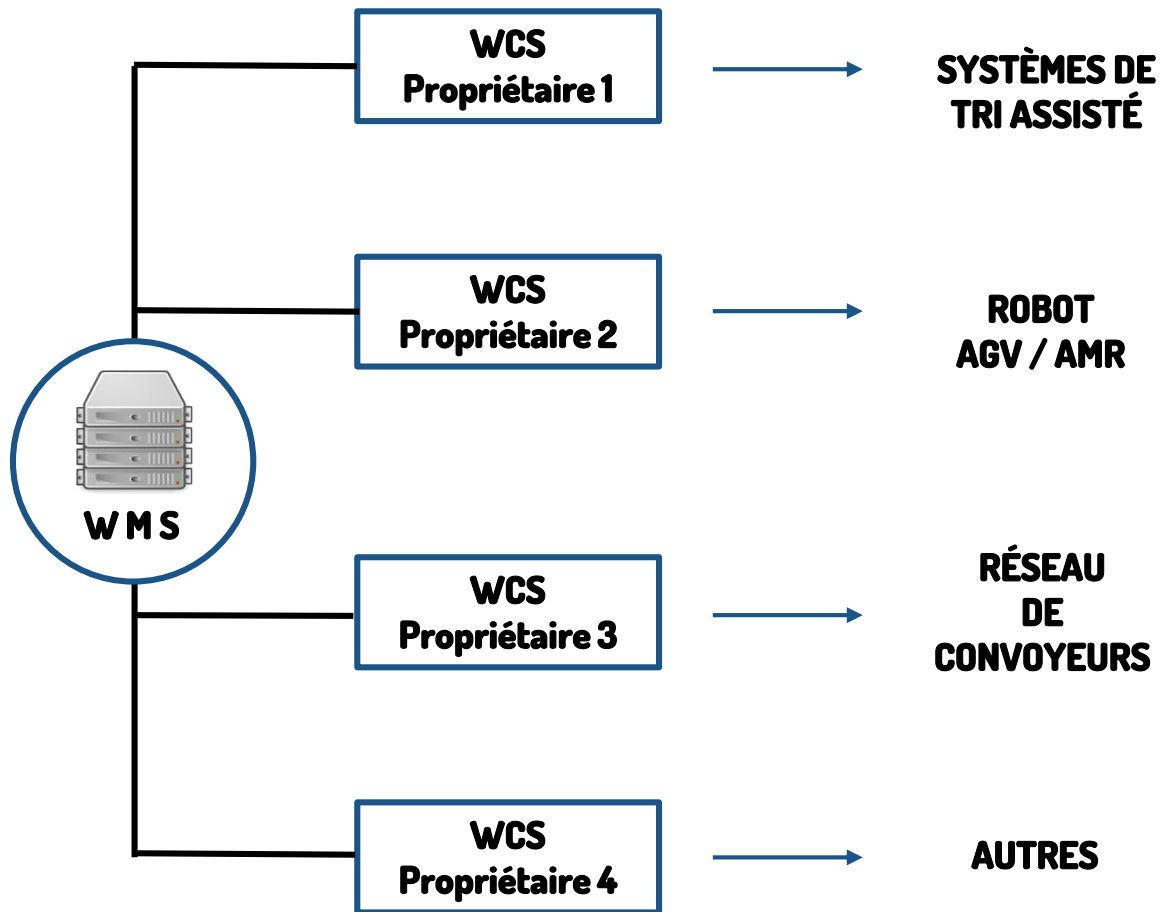 WCS
Propriétaire 1
SYSTÈMES DE
TRI ASSISTÉ
WCS
Propriétaire 2
ROBOT
AGV / AMR
W M S
WCS
Propriétaire 3
RÉSEAU
DE
CONVOYEURS
WCS
Propriétaire 4
AUTRES